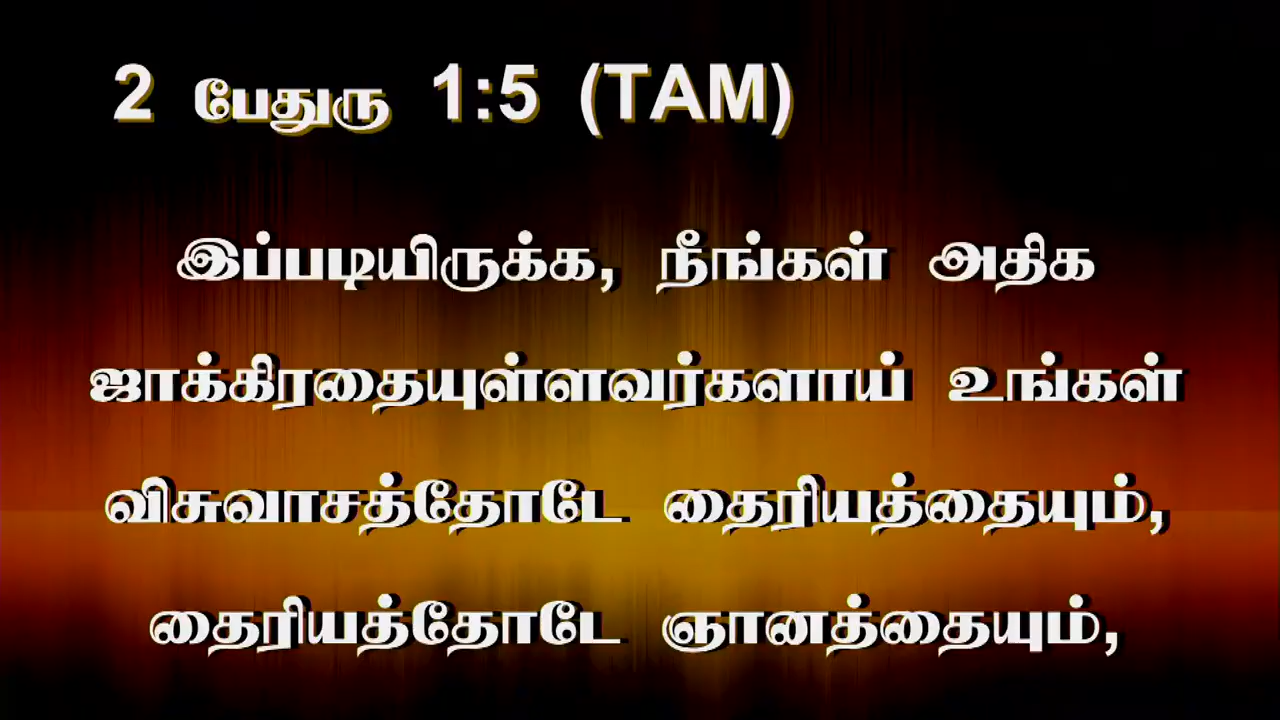 2 பேதுரு 1:5 (TAM)
இப்படியிருக்க, நீங்கள் அதிக
ஜாக்கிரதையுள்ளவர்களாய் உங்கள்
விசுவாசத்தோடே தைரியத்தையும்,
தைரியத்தோடே ஞானத்தையும்,